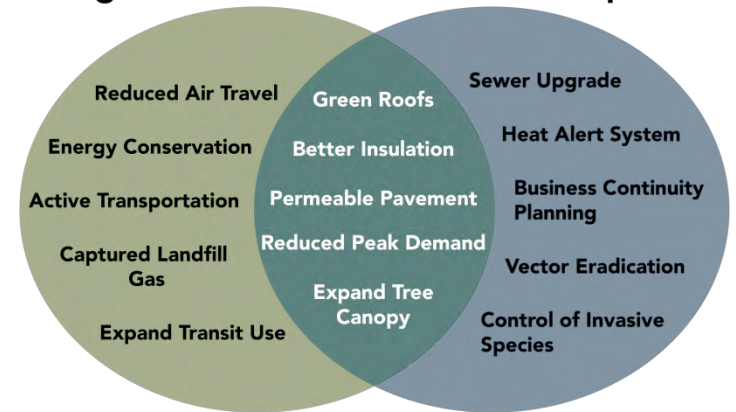 Reduced Air Travel
Energy Conservation
Active Transportation
Captured Landfill
Gas
Expand Transit Use
Green Roofs
Better Insulation
Permeable Pavement
Reduced Peak Demand
Expand Tree
Canopy
Sewer Upgrade
Heat Alert System
Business Continuity
Planning
Vector Eradication
Control of Invasive
Species